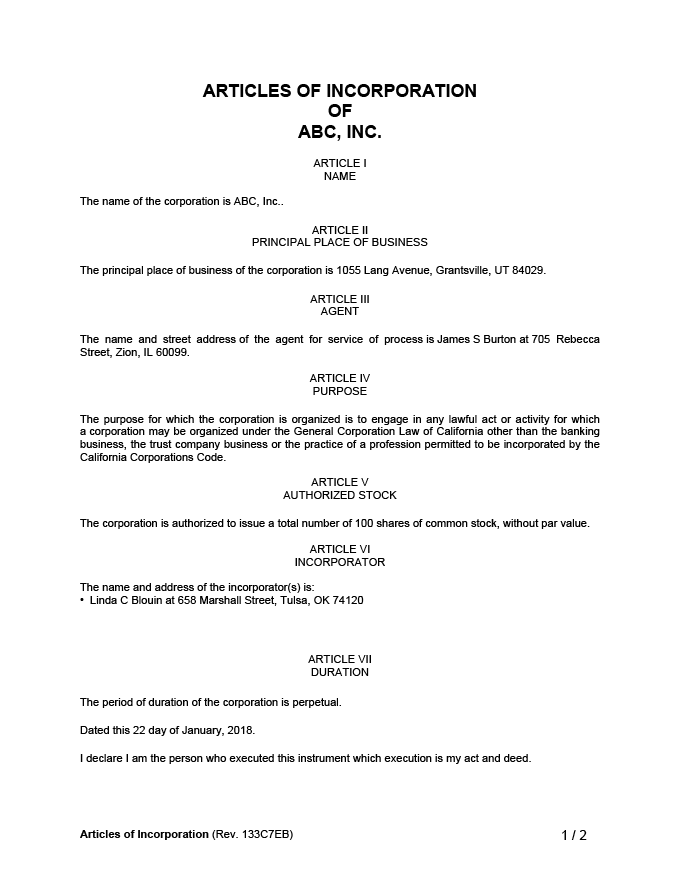 ARTICLES OF INCORPORATION
OF
ABC, INC.
ARTICLE I
NAME
The name of the corporation is ABC, Inc..
ARTICLE II
PRINCIPAL PLACE OF BUSINESS
The principal place of business of the corporation is 1055 Lang Avenue, Grantsville, UT 84029.
ARTICLE III
AGENT
The name and street address of the agent for service of process is James S Burton at 705 Rebecca
Street, Zion, IL 60099.
ARTICLE IV
PURPOSE
The purpose for which the corporation is organized is to engage in any lawful act or activity for which
a corporation may be organized under the General Corporation Law of California other than the banking
business, the trust company business or the practice of a profession permitted to be incorporated by the
California Corporations Code.
ARTICLE V
AUTHORIZED STOCK
The corporation is authorized to issue a total number of 100 shares of common stock, without par value.
ARTICLE VI
INCORPORATOR
The name and address of the incorporator(s) is:
• Linda C Blouin at 658 Marshall Street, Tulsa, OK 74120
ARTICLE VII
DURATION
The period of duration of the corporation is perpetual.
Dated this 22 day of January, 2018.
I declare I am the person who executed this instrument which execution is my act and deed.
Articles of Incorporation (Rev. 133C7EB) 1 / 2